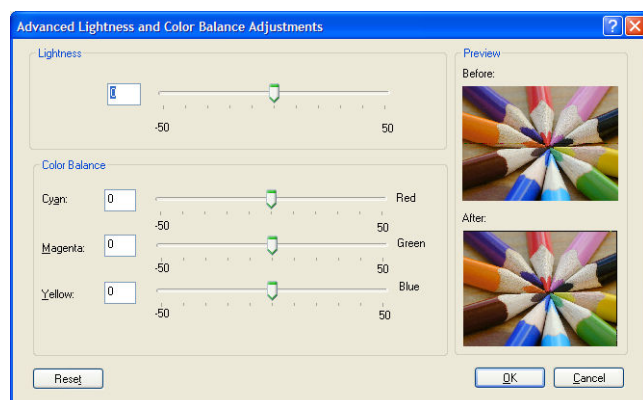 Advanced Lightness and Color Balance Adjustments
Lightness
0
-50 50
Color Balance
Cyan: 0 Red
-50 50
Magenta: 0 Green
-50 50
Yellow: 0 Blue
-50 50
Preview
Before:
After:
Reset
OK Cancel